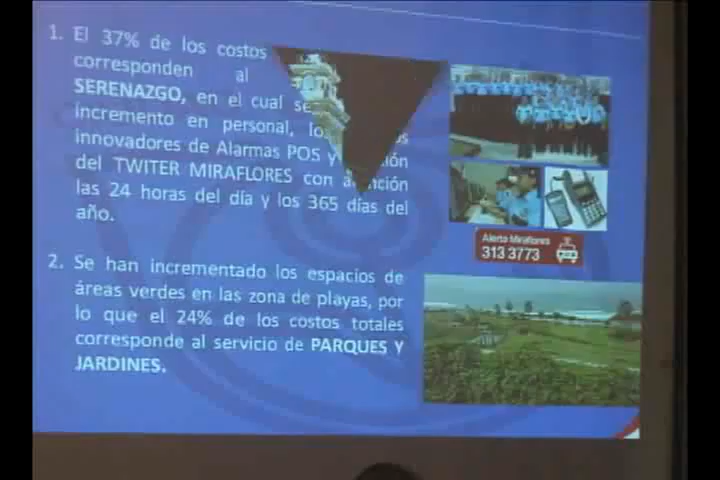 1. El 37% de los costos
corresponden al
SERENAZGO, en el cual se
incremento en personal,
innovadores de Alarmas POS y
del TWITER MIRAFLORES con
las 24 horas del día y los 365 días del
año.
Alerta Miraflores
313 3773
2. Se han incrementado los espacios de
áreas verdes en las zona de playas, por
lo que el 24% de los costos totales
corresponde al servicio de PARQUES Y
JARDINES.